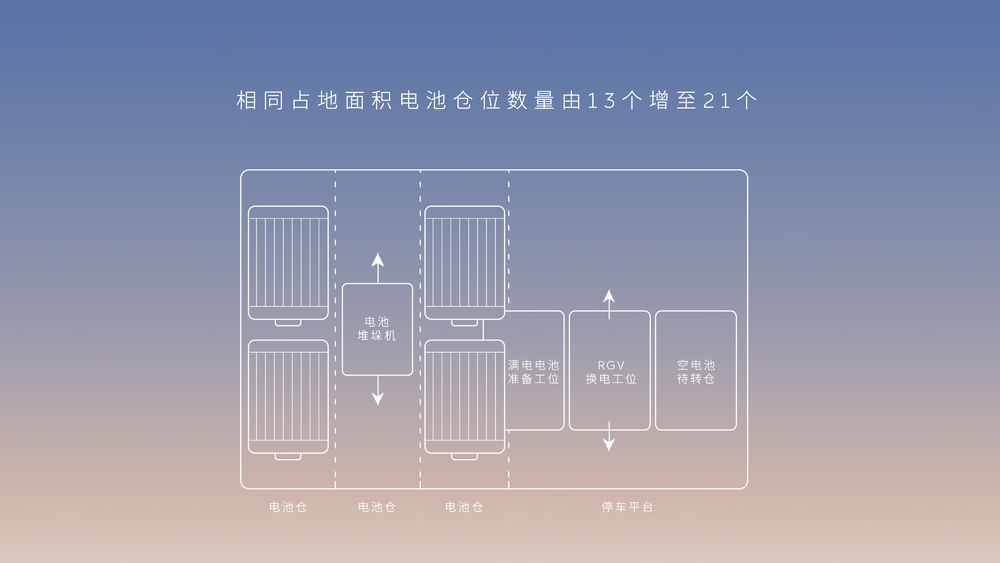 相同占地面积电池仓位数量由13个增至21个
电池
堆垛机
满电电池
准备工位
RGV
换电工位
空电池
待转仓
电池仓
电池仓
电池仓
停车平台